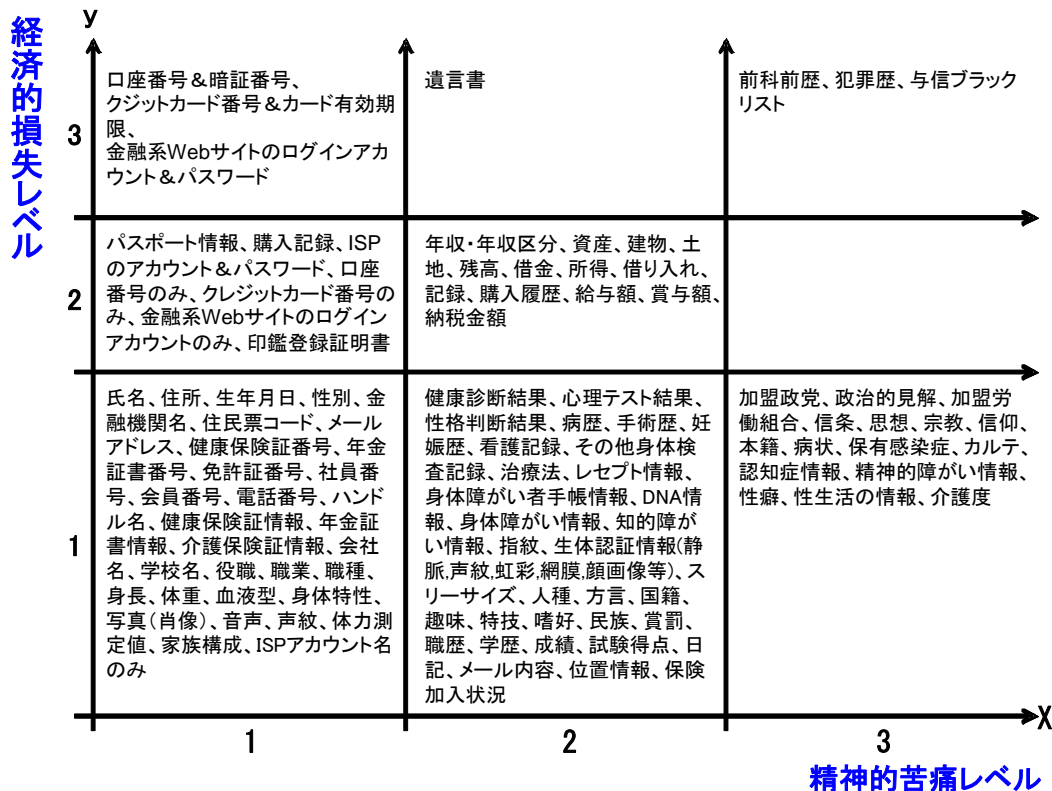 y
経済的損失レベル
3
口座番号＆暗証番号、
クジットカード番号＆カード有効期
限、
金融系Webサイトのログインアカ
ウント＆パスワード
遺言書
前科前歴、犯罪歴、与信ブラック
リスト
2
パスポート情報、購入記録、ISP
のアカウント＆パスワード、口座
番号のみ、クレジットカード番号の
み、金融系Webサイトのログイン
アカウントのみ、印鑑登録証明書
年収・年収区分、資産、建物、土
地、残高、借金、所得、借り入れ、
記録、購入履歴、給与額、賞与額、
納税金額
1
氏名、住所、生年月日、性別、金
融機関名、住民票コード、メール
アドレス、健康保険証番号、年金
証書番号、免許証番号、社員番
号、会員番号、電話番号、ハンド
ル名、健康保険証情報、年金証
書情報、介護保険証情報、会社
名、学校名、役職、職業、職種、
身長、体重、血液型、身体特性、
写真（肖像）、音声、声紋、体力測
定値、家族構成、ISPアカウント名
のみ
健康診断結果、心理テスト結果、
性格判断結果、病歴、手術歴、妊
娠歴、看護記録、その他身体検
査記録、治療法、レセプト情報、
身体障がい者手帳情報、DNA情
報、身体障がい情報、知的障が
い情報、指紋、生体認証情報(静
脈,声紋,虹彩,網膜,顔画像等)、ス
リーサイズ、人種、方言、国籍、
趣味、特技、嗜好、民族、賞罰、
職歴、学歴、成績、試験得点、日
記、メール内容、位置情報、保険
加入状況
加盟政党、政治的見解、加盟労
働組合、信条、思想、宗教、信仰、
本籍、病状、保有感染症、カルテ、
認知症情報、精神的障がい情報、
性癖、性生活の情報、介護度
X
1
2
3
精神的苦痛レベル